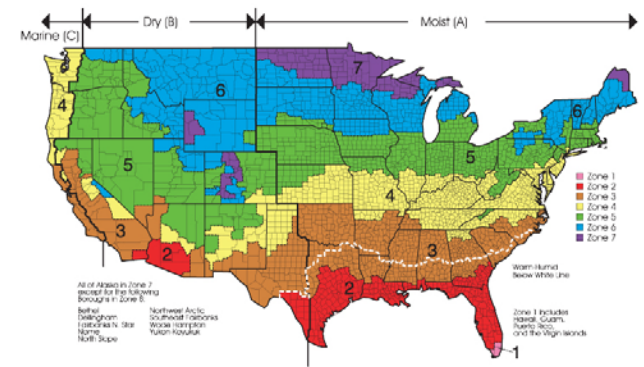 Marine (C)
Dry (B)
Moist (A)
7
6
4
6
5
5
4
3
3
2
2
1
Zone 1
Zone 2
Zone 3
Zone 4
Zone 5
Zone 6
Zone 7
Warm-Humid
Below White Line
All of Alaska in Zone 7
except for the following
Boroughs in Zone 8:
Bethel
Dellingham
Fairbanks N. Star
Nome
North Slope
Northwest Arctic
Southeast Fairbanks
Wade Hampton
Yukon-Koyukuk
Zone 1 includes
Hawaii, Guam,
Puerto Rico,
and the Virgin Islands